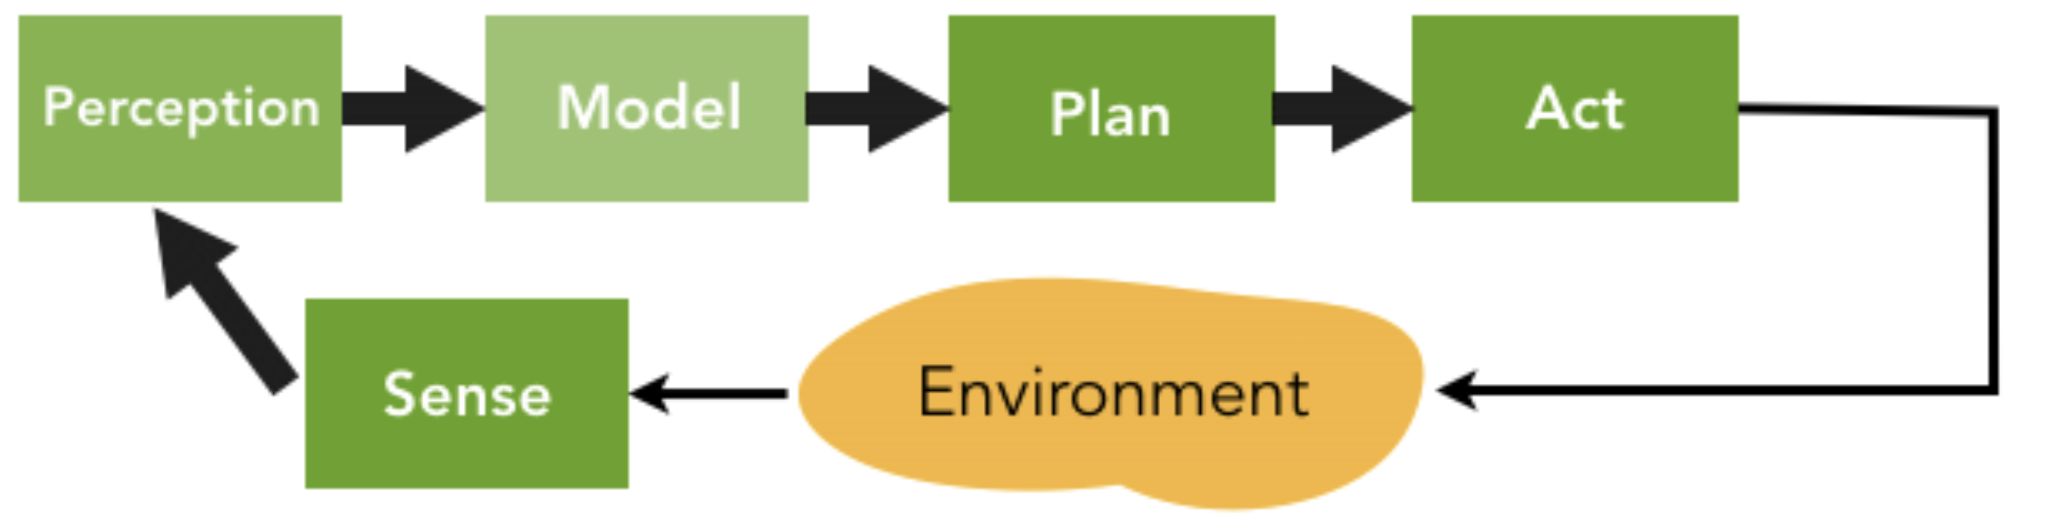 Perception
Model
Plan
Act
Sense
Environment